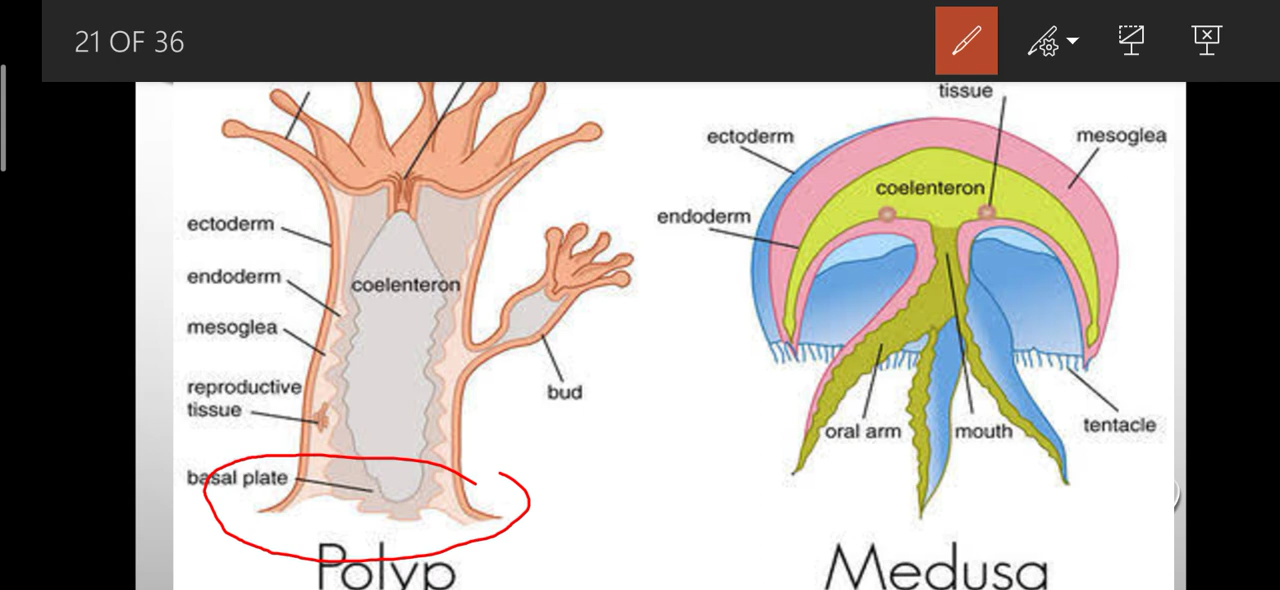 21 OF 36
tissue
ectoderm
mesoglea
coelenteron
endoderm
ectoderm
endoderm
coelenteron
mesoglea
reproductive
tissue
bud
oral arm
mouth
tentacle
basal plate
Polyp
Medusa